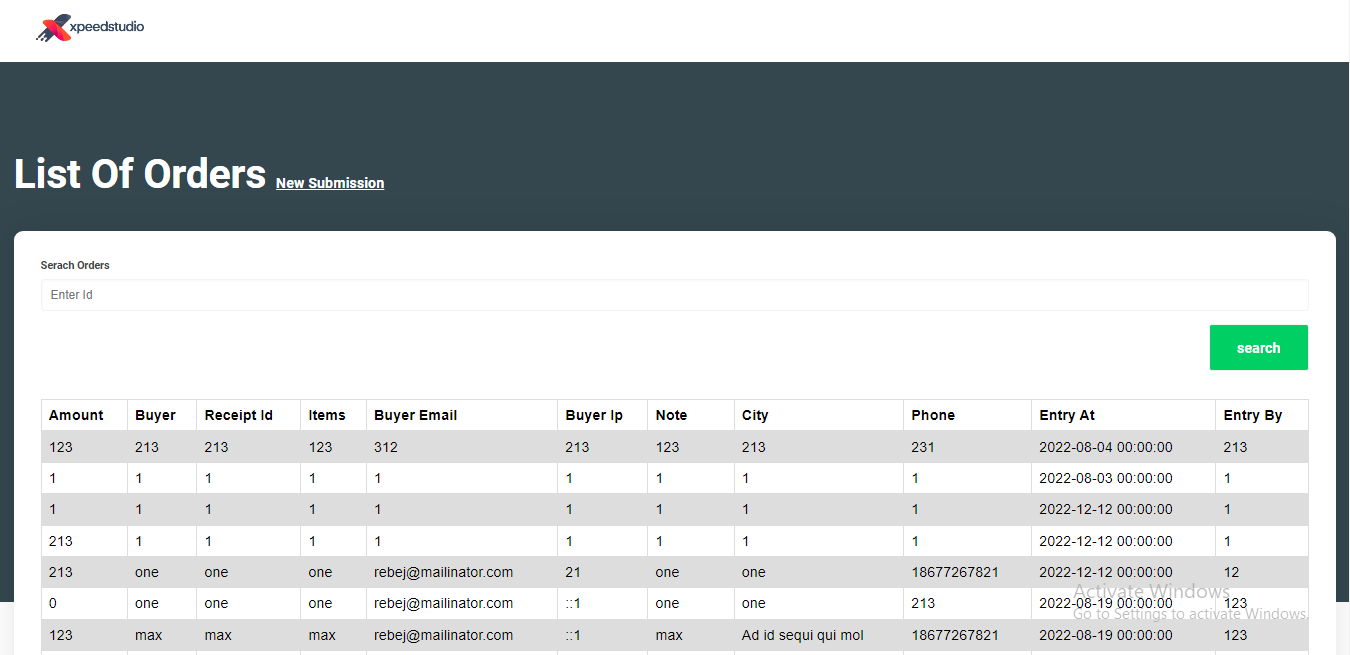 xpeedstudio
List Of Orders New Submission
Serach Orders
Enter Id
search
Amount Buyer Receipt Id Items Buyer Email Buyer Ip Note City Phone Entry At Entry By
123 213 213 123 312 213 123 213 231 2022-08-04 00:00:00 213
1 1 1 1 1 1 1 1 1 2022-08-03 00:00:00 1
1 1 1 1 1 1 1 1 1 2022-12-12 00:00:00 1
213 1 1 1 1 1 1 1 1 2022-12-12 00:00:00 1
213 one one one rebej@mailinator.com 21 one one 18677267821 2022-12-12 00:00:00 12
Activate Windows
0 one one one rebej@mailinator.com ::1 one one 213 2022-08-19 00:00:00 123
Go to Settings to activate Windows.
123 max max max rebej@mailinator.com ::1 max Ad id sequi qui mol 18677267821 2022-08-19 00:00:00 123